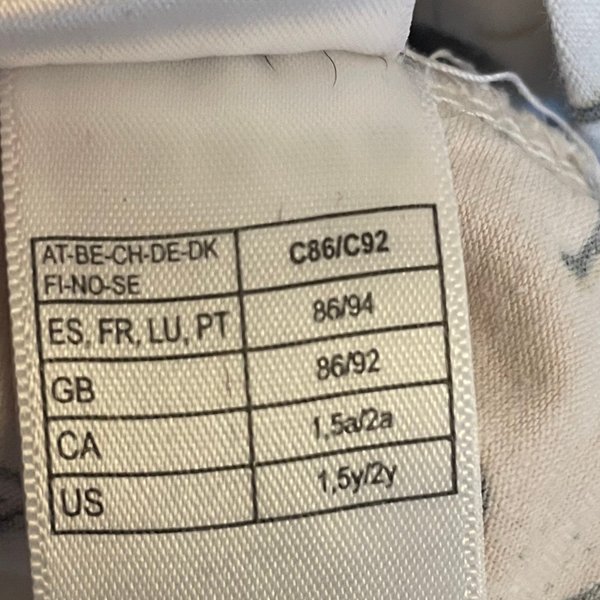 AT-BE-CH-DE-DK
FI-NO-SE
C86/C92
ES, FR, LU, PT 86/94
GB 86/92
CA 1,5a/2a
US 1,5y/2y